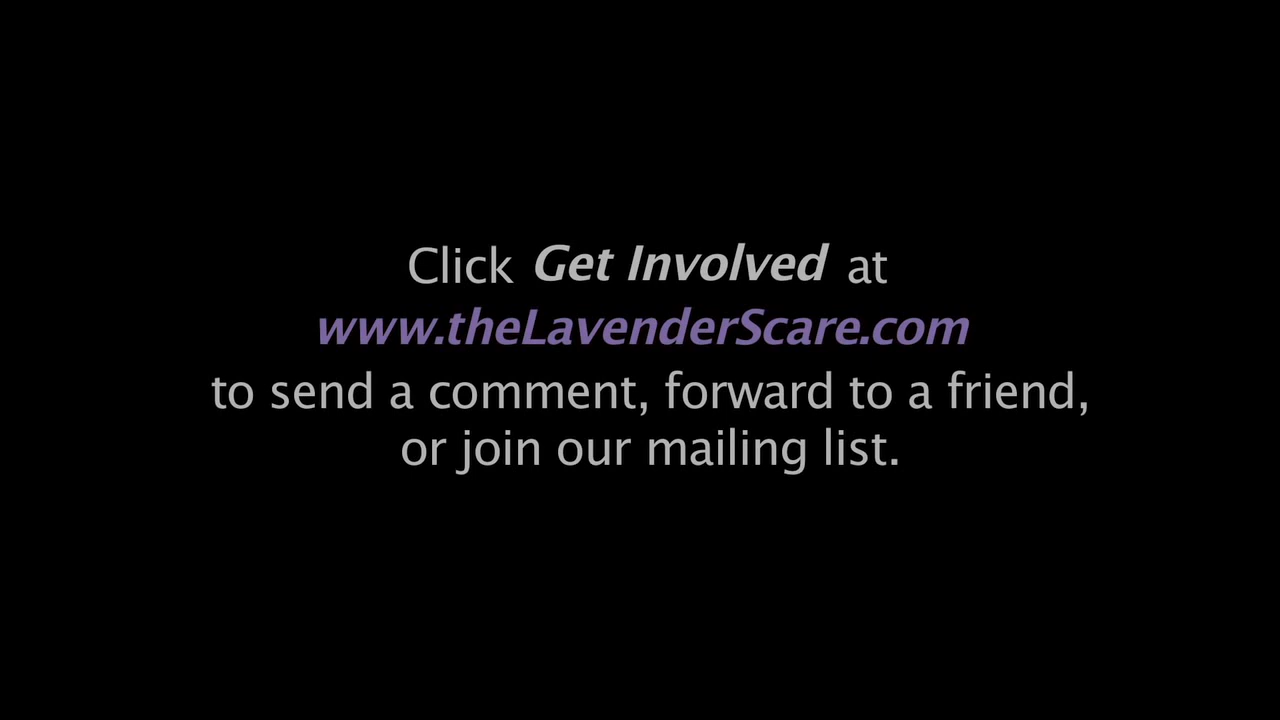 Click Get Involved at
www.theLavenderScare.com
to send a comment, forward to a friend,
or join our mailing list.